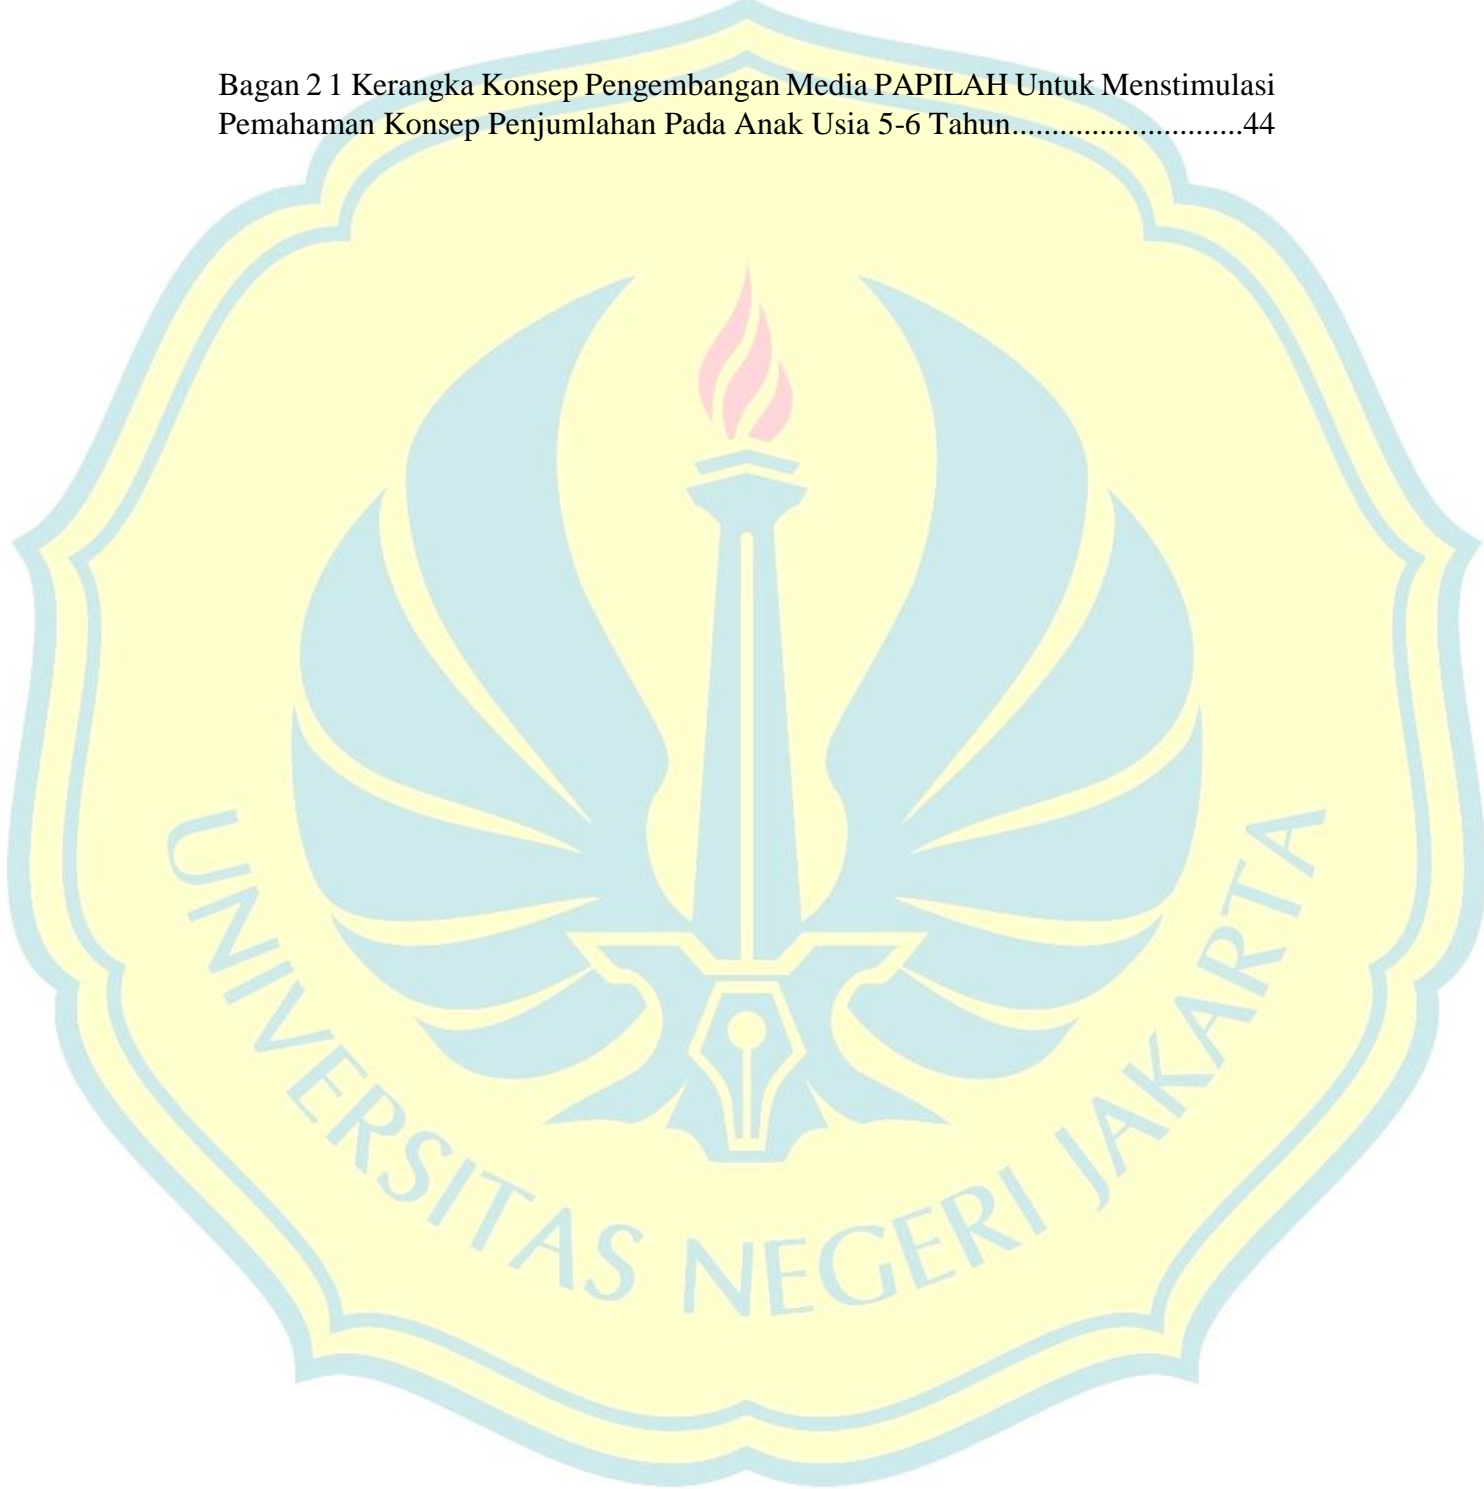 Bagan 2 1 Kerangka Konsep Pengembangan Media PAPILAH Untuk Menstimulasi
Pemahaman Konsep Penjumlahan Pada Anak Usia 5-6 Tahun.............................44
UNIVERSITAS NEGERI JAKARTA